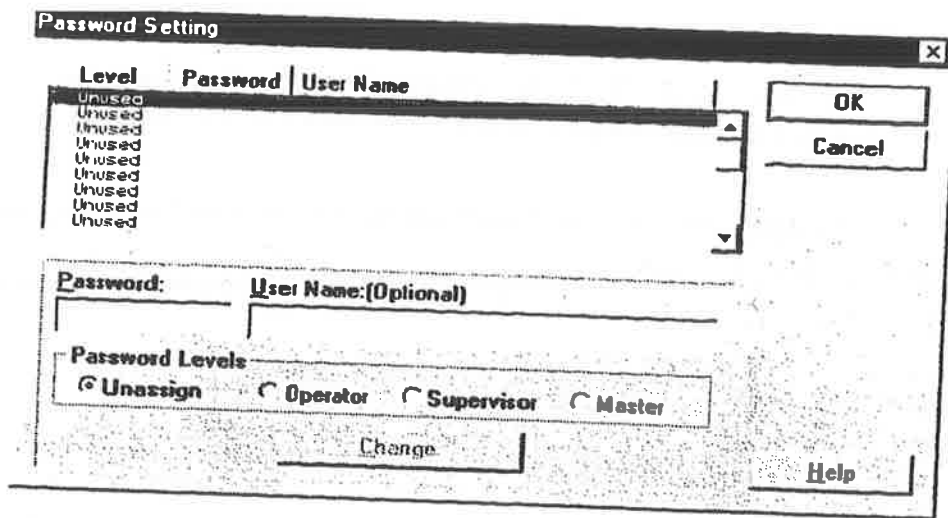 Password Setting
Level Password User Name
Unused
Unused
Unused
Unused
Unused
Unused
Unused
Unused
Unused
OK
Cancel
Password: User Name:(Optional)
Password Levels
Unassign Operator Supervisor Master
Change
Help